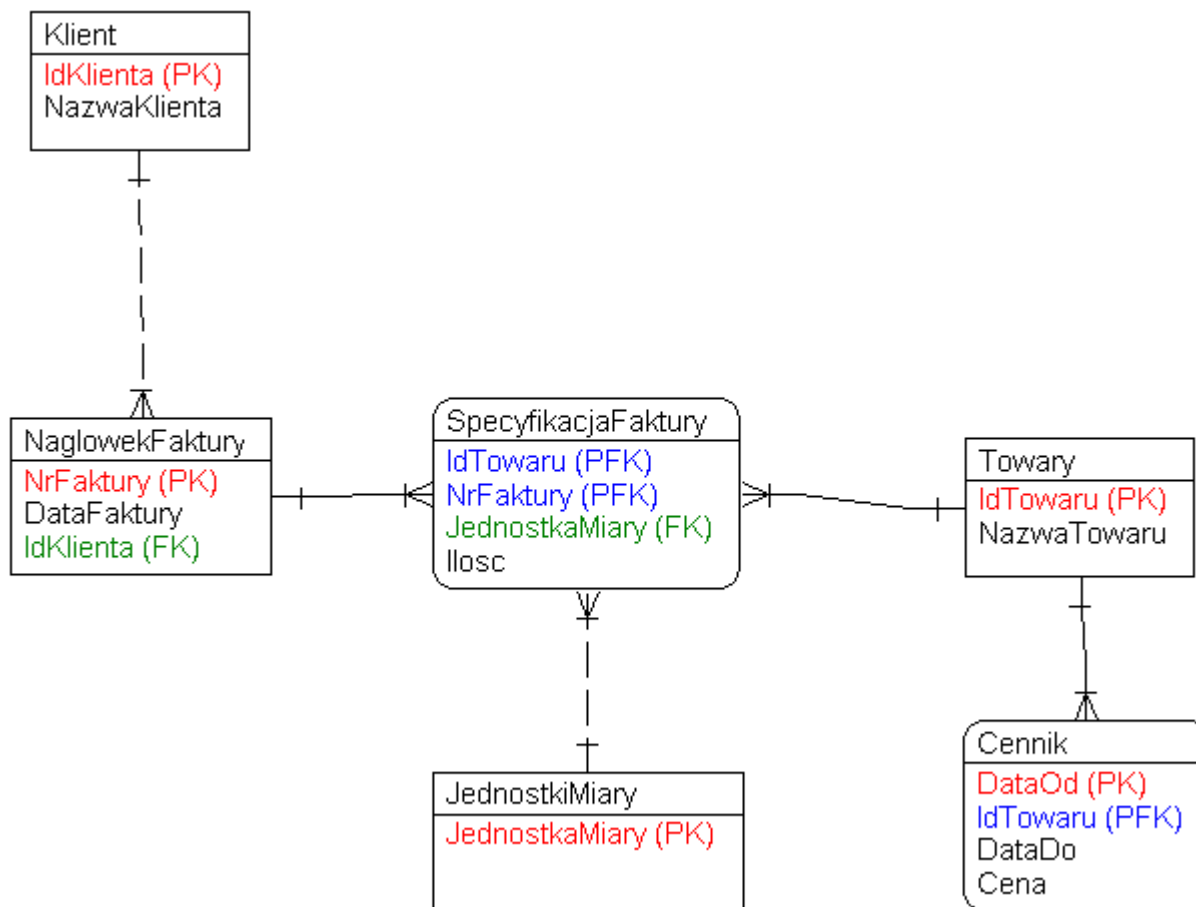 Klient
IdKlienta (PK)
NazwaKlienta
NaglowekFaktury
NrFaktury (PK)
DataFaktury
IdKlienta (FK)
SpecyfikacjaFaktury
IdTowaru (PFK)
NrFaktury (PFK)
JednostkaMiary (FK)
Ilosc
Towary
IdTowaru (PK)
NazwaTowaru
JednostkiMiary
JednostkaMiary (PK)
Cennik
DataOd (PK)
IdTowaru (PFK)
DataDo
Cena